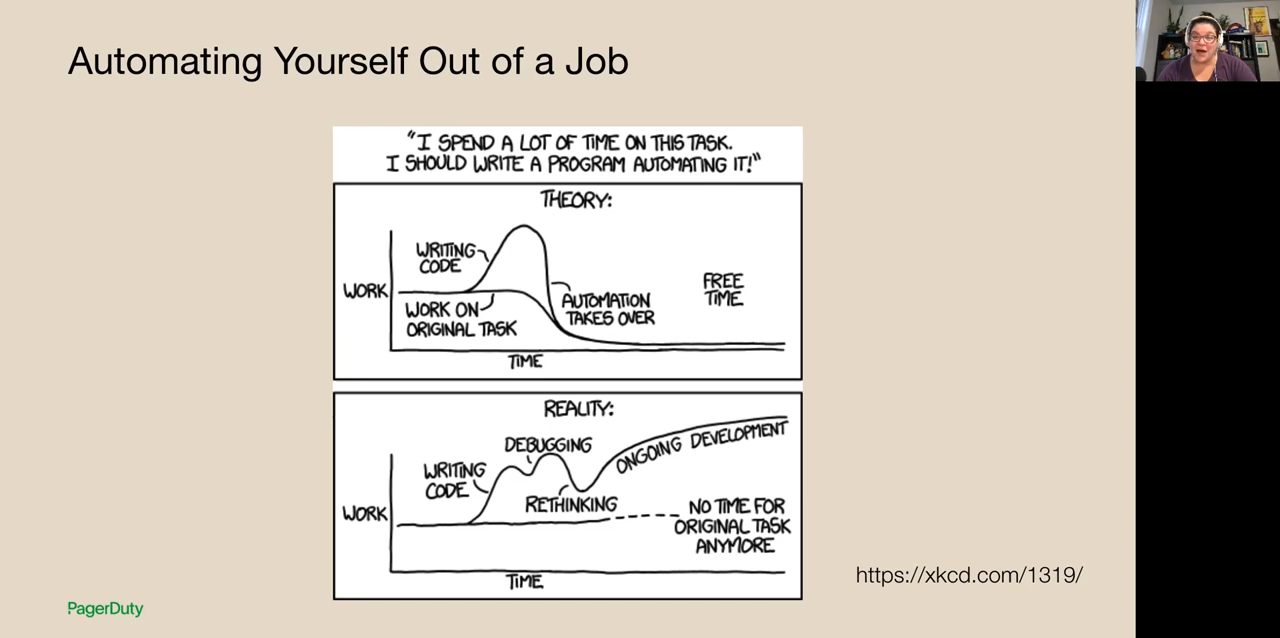 Automating Yourself Out of a Job
"I SPEND A LOT OF TIME ON THIS TASK.
I SHOULD WRITE A PROGRAM AUTOMATING IT!"
THEORY:
WRITING
CODE
WORK
WORK ON
ORIGINAL TASK
AUTOMATION
TAKES OVER
FREE
TIME
TIME
REALITY:
WRITING
CODE
DEBUGGING
RETHINKING
ONGOING DEVELOPMENT
WORK
NO TIME FOR
ORIGINAL TASK
ANYMORE
TIME
https://xkcd.com/1319/
PagerDuty